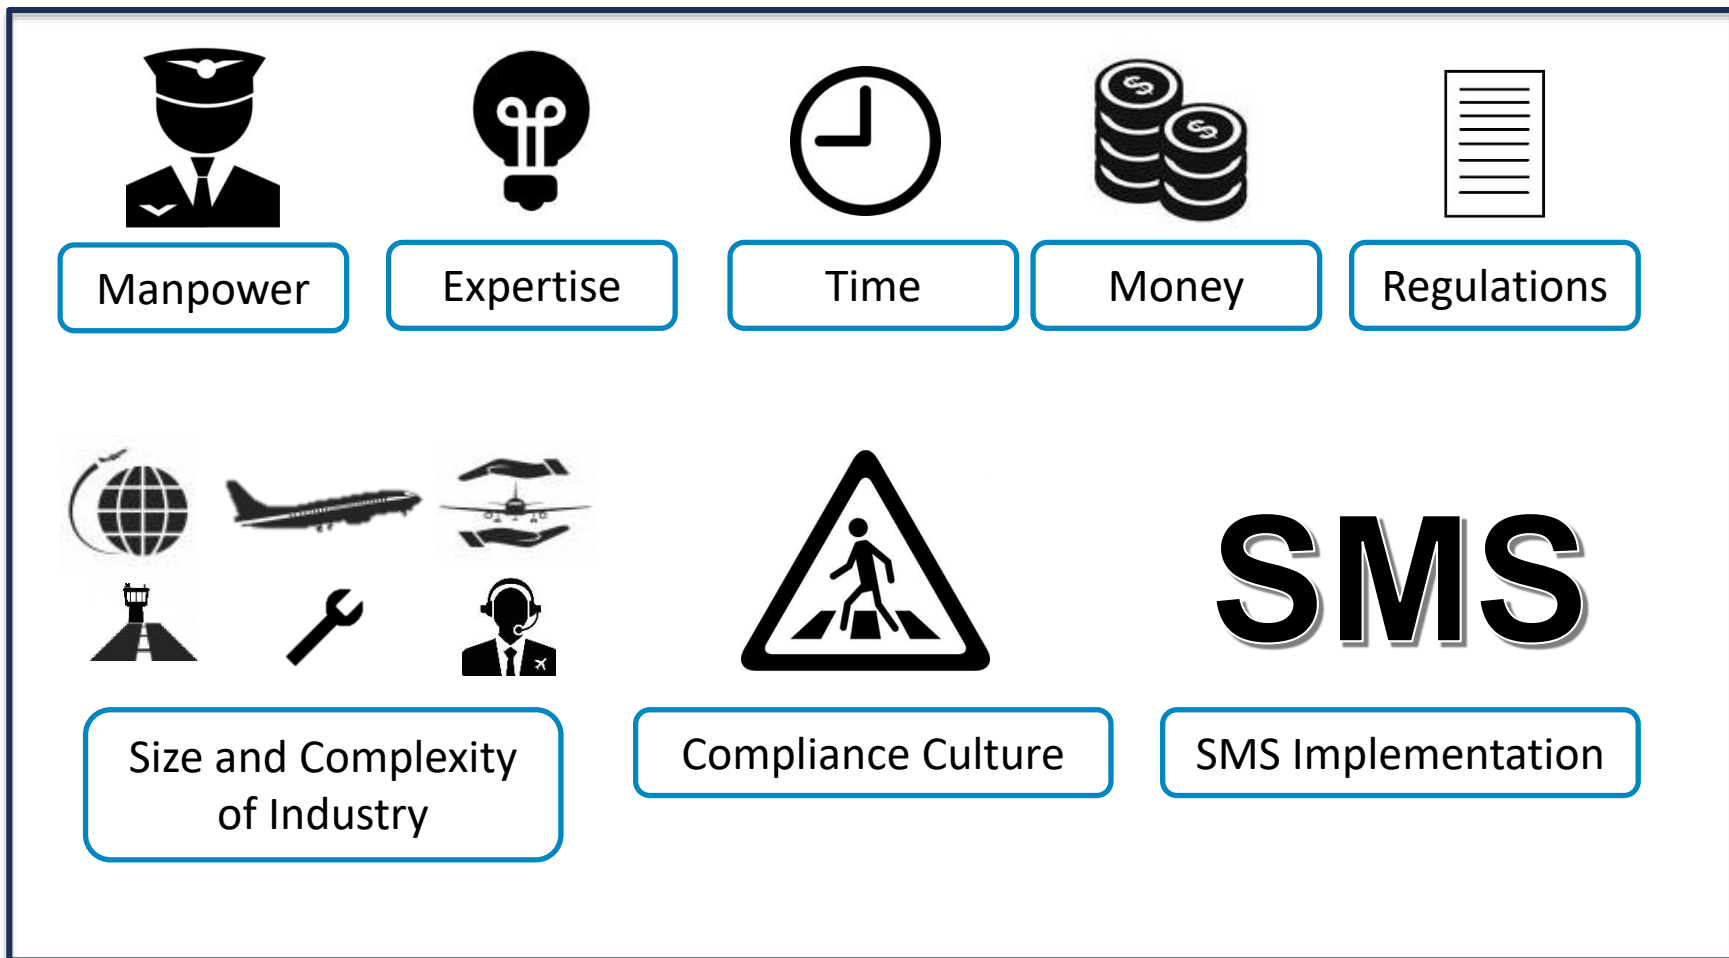 Manpower
Expertise
Time
Money
Regulations
SMS
Size and Complexity
of Industry
Compliance Culture
SMS Implementation